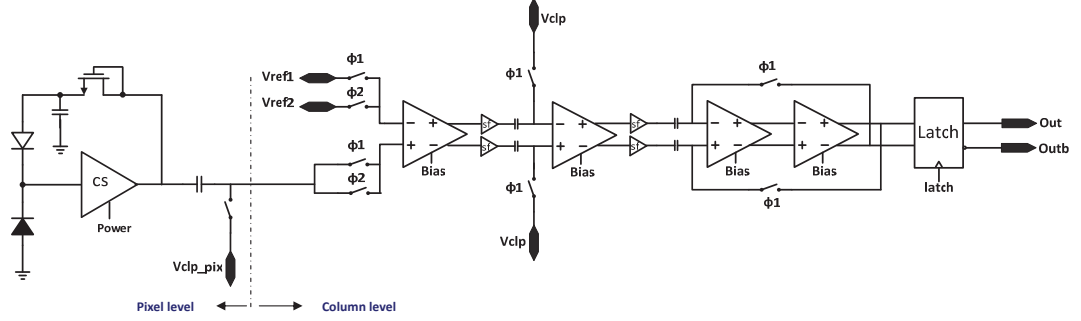 Vclp
ϕ1
Vref1
ϕ1
ϕ1
Vref2
ϕ2
− +
sf
− +
sf
− +
− +
Latch
Out
+ −
sf
+ −
sf
+ −
+ −
Outb
ϕ1
Bias
Bias
Bias
Bias
CS
ϕ2
ϕ1
latch
ϕ1
Power
Vclp
Vclp_pix
Pixel level
Column level